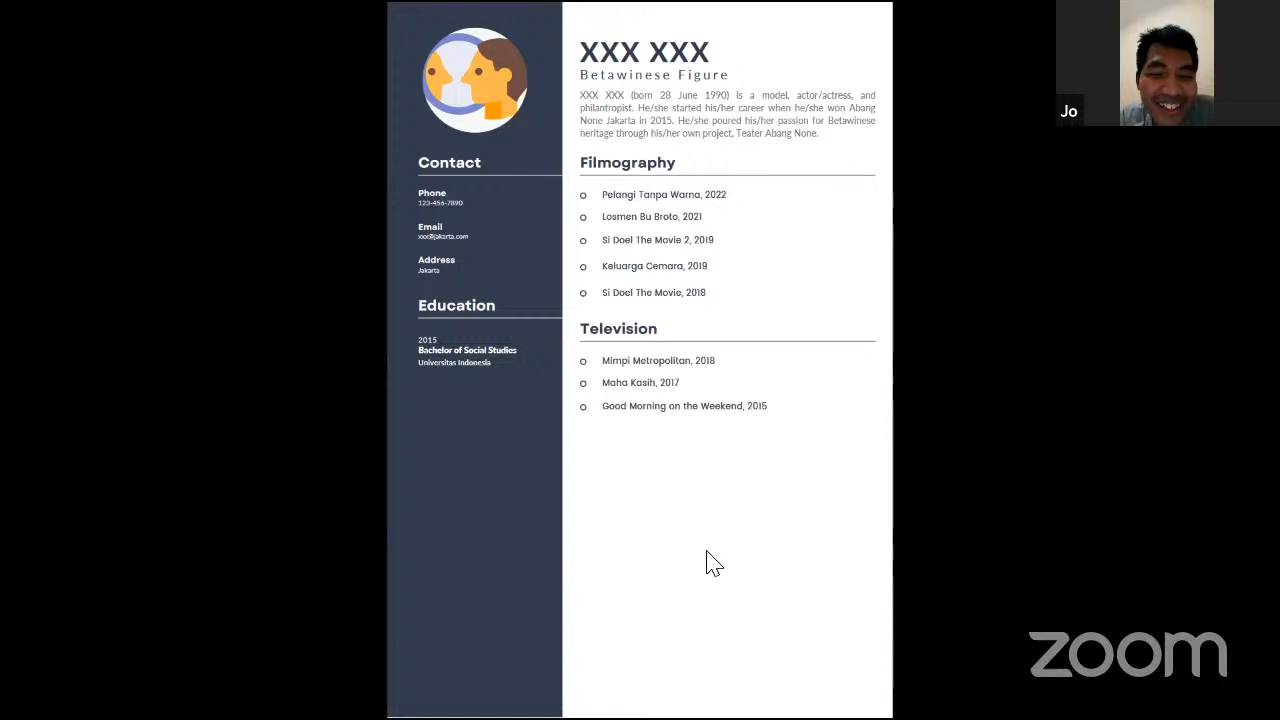 XXX XXX
Betawinese Figure
XXX XXX (born 28 June 1990) is a model, actor/actress, and
philantropist. He/she started his/her career when he/she won Abang
None Jakarta in 2015. He/she poured his/her passion for Betawinese
heritage through his/her own project, Teater Abang None.
Contact
Phone
123-456-7890
Email
xxx@jakarta.com
Address
Jakarta
Education
2015
Bachelor of Social Studies
Universitas Indonesia
Filmography
Pelangi Tanpa Warna, 2022
Losmen Bu Broto, 2021
Si Doel The Movie 2, 2019
Keluarga Cemara, 2019
Si Doel The Movie, 2018
Television
Mimpi Metropolitan, 2018
Maha Kasih, 2017
Good Morning on the Weekend, 2015
Jo
zoom